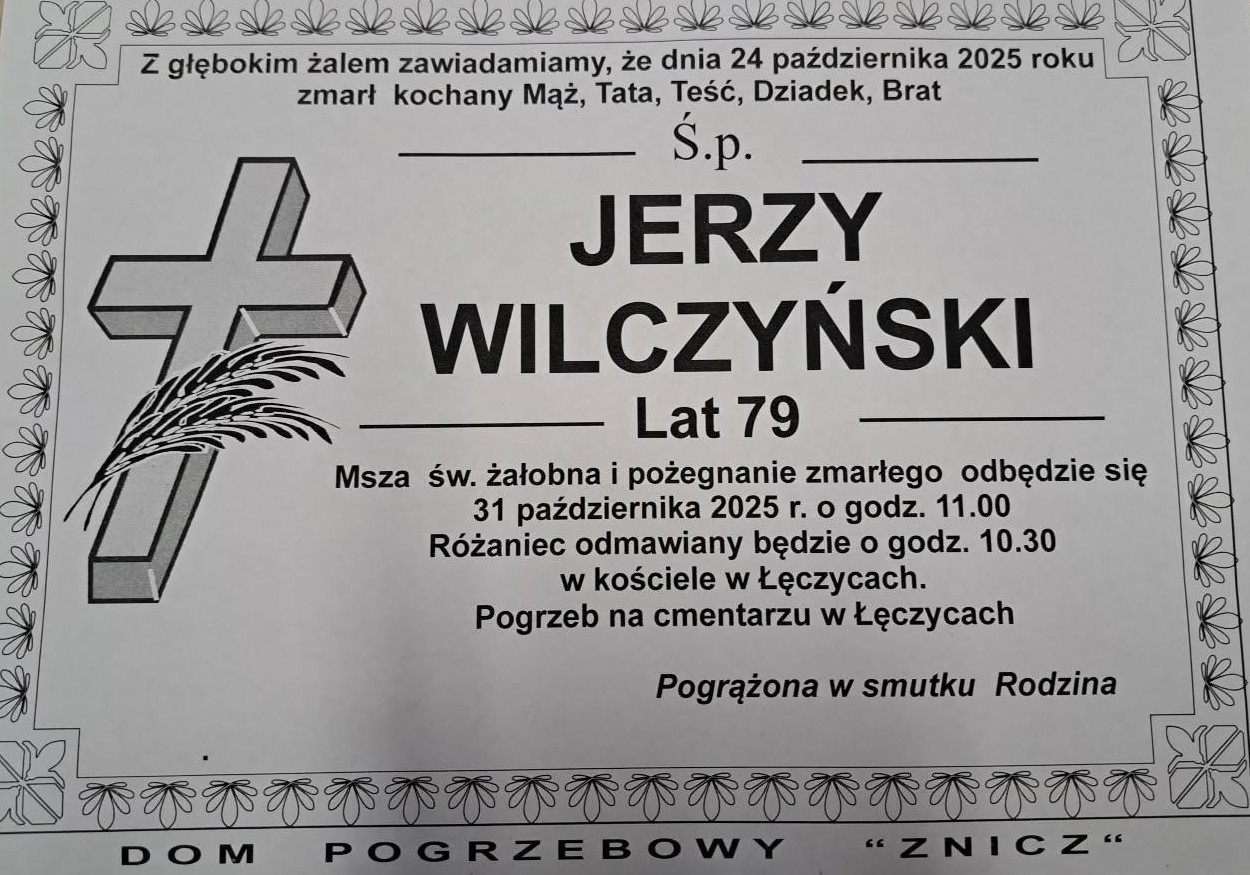 Z głębokim żalem zawiadamiamy, że dnia 24 października 2025 roku
zmarł kochany Mąż, Tata, Teść, Dziadek, Brat
Ś.p.
JERZY
WILCZYŃSKI
Lat 79
Msza św. żałobna i pożegnanie zmarłego odbędzie się
31 października 2025 r. o godz. 11.00
Różaniec odmawiany będzie o godz. 10.30
w kościele w Łęczycach.
Pogrzeb na cmentarzu w Łęczycach
Pogrążona w smutku Rodzina
DOM POGRZEBOWY “ZNICZ“